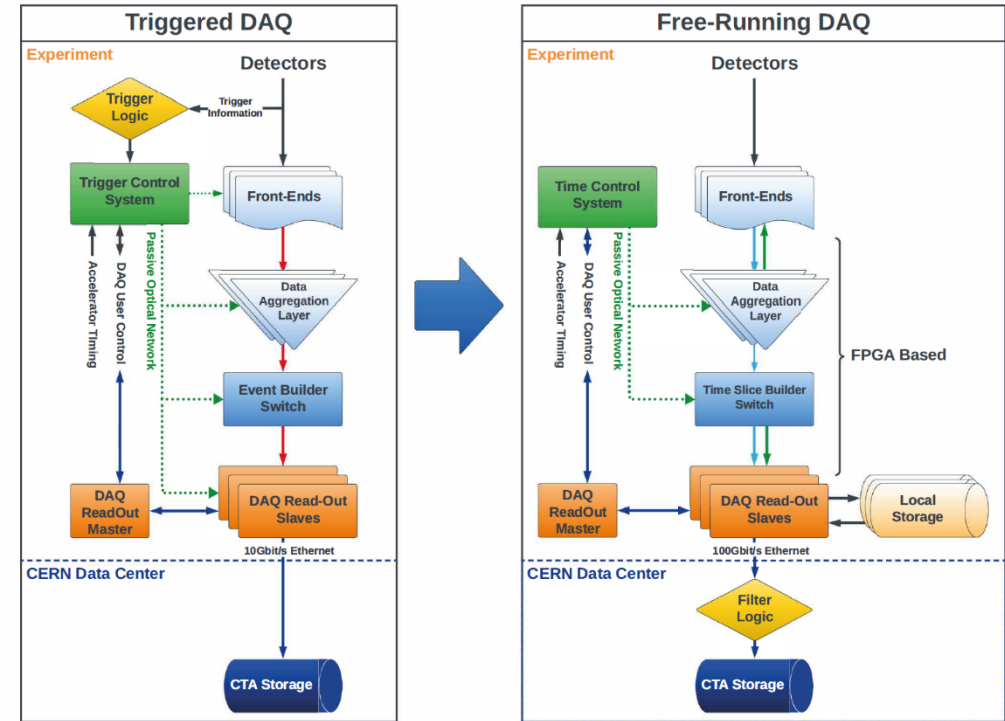 Triggered DAQ
Experiment
Detectors
Trigger
Logic
Trigger
Information
Trigger Control
System
Front-Ends
Accelerator TIming
DAQ User Control
Passive Optical Network
Data
Aggregation
Layer
Event Builder
Switch
DAQ
ReadOut
Master
DAQ Read-Out
Slaves
10Gbit/s Ethernet
CERN Data Center
CTA Storage
Free-Running DAQ
Experiment
Detectors
Time Control
System
Front-Ends
Accelerator TIming
DAQ User Control
Passive Optical Network
Data
Aggregation
Layer
FPGA Based
Time Slice Builder
Switch
DAQ
ReadOut
Master
DAQ Read-Out
Slaves
Local
Storage
100Gbit/s Ethernet
CERN Data Center
Filter
Logic
CTA Storage